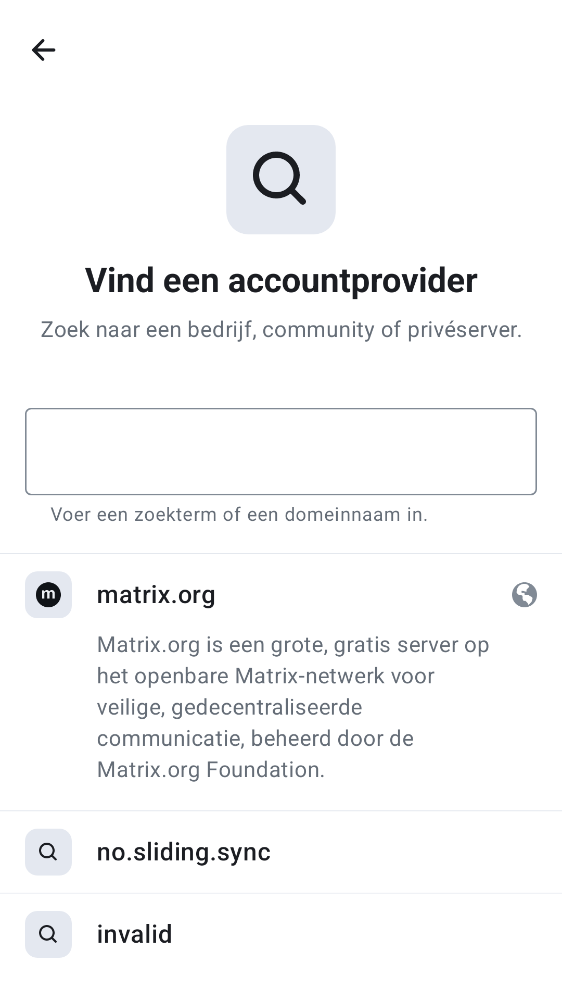 Vind een accountprovider
Zoek naar een bedrijf, community of privéserver.
Voer een zoekterm of een domeinnaam in.
m
matrix.org
Matrix.org is een grote, gratis server op
het openbare Matrix-netwerk voor
veilige, gedecentraliseerde
communicatie, beheerd door de
Matrix.org Foundation.
no.sliding.sync
invalid